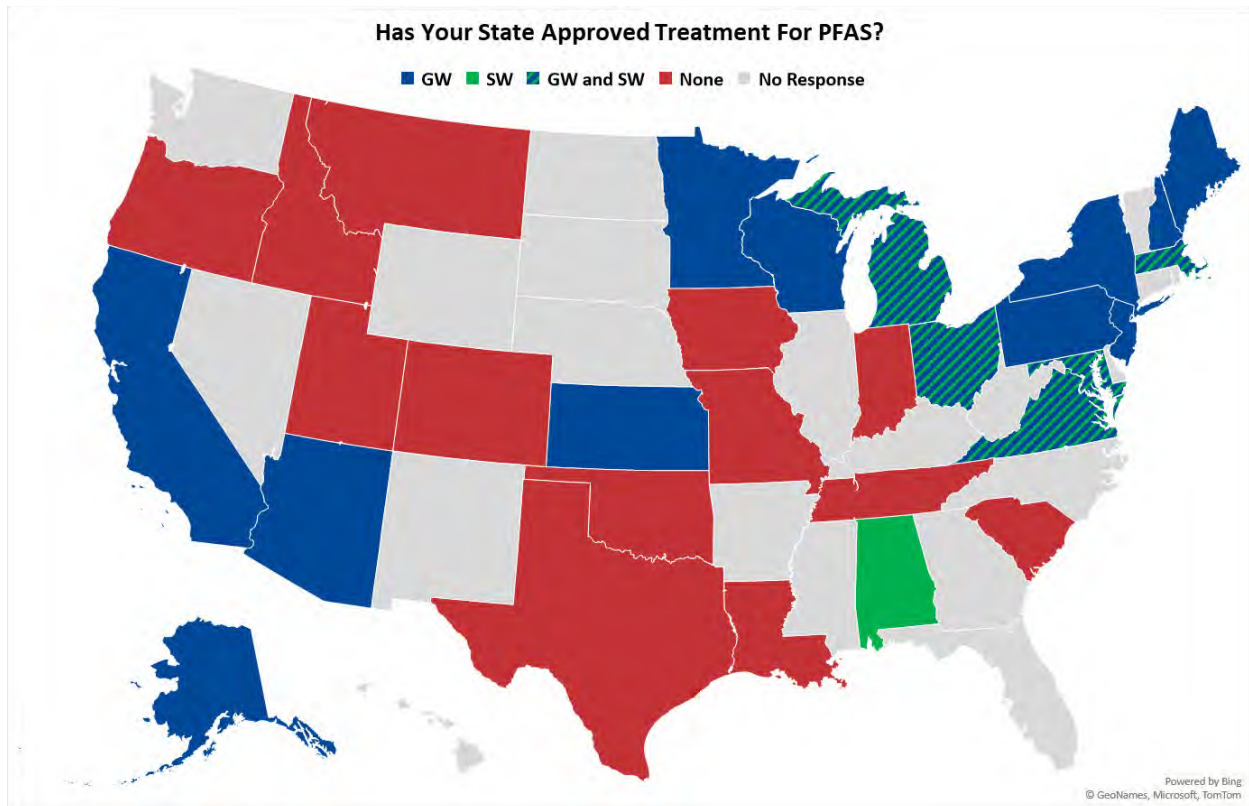 Has Your State Approved Treatment For PFAS?
GW SW GW and SW None No Response
Powered by Bing
© GeoNames, Microsoft, TomTom